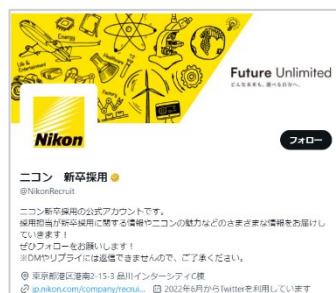 Future Unlimited
どんな未来も、選べる自分へ。
Life &
Entertainment
Energy
Healthcare
Nikon
フォロー
ニコン 新卒採用
@NikonRecruit
ニコン新卒採用の公式アカウントです。
採用担当が新卒採用に関する情報やニコンの魅力などのさまざまな情報をお届けし
ていきます！
ぜひフォローをお願いします！
※DMやリプライには返信できませんので、ご了承ください。
東京都港区港南2-15-3 品川インターシティC棟
jp.nikon.com/company/recrui... 2022年6月からTwitterを利用しています